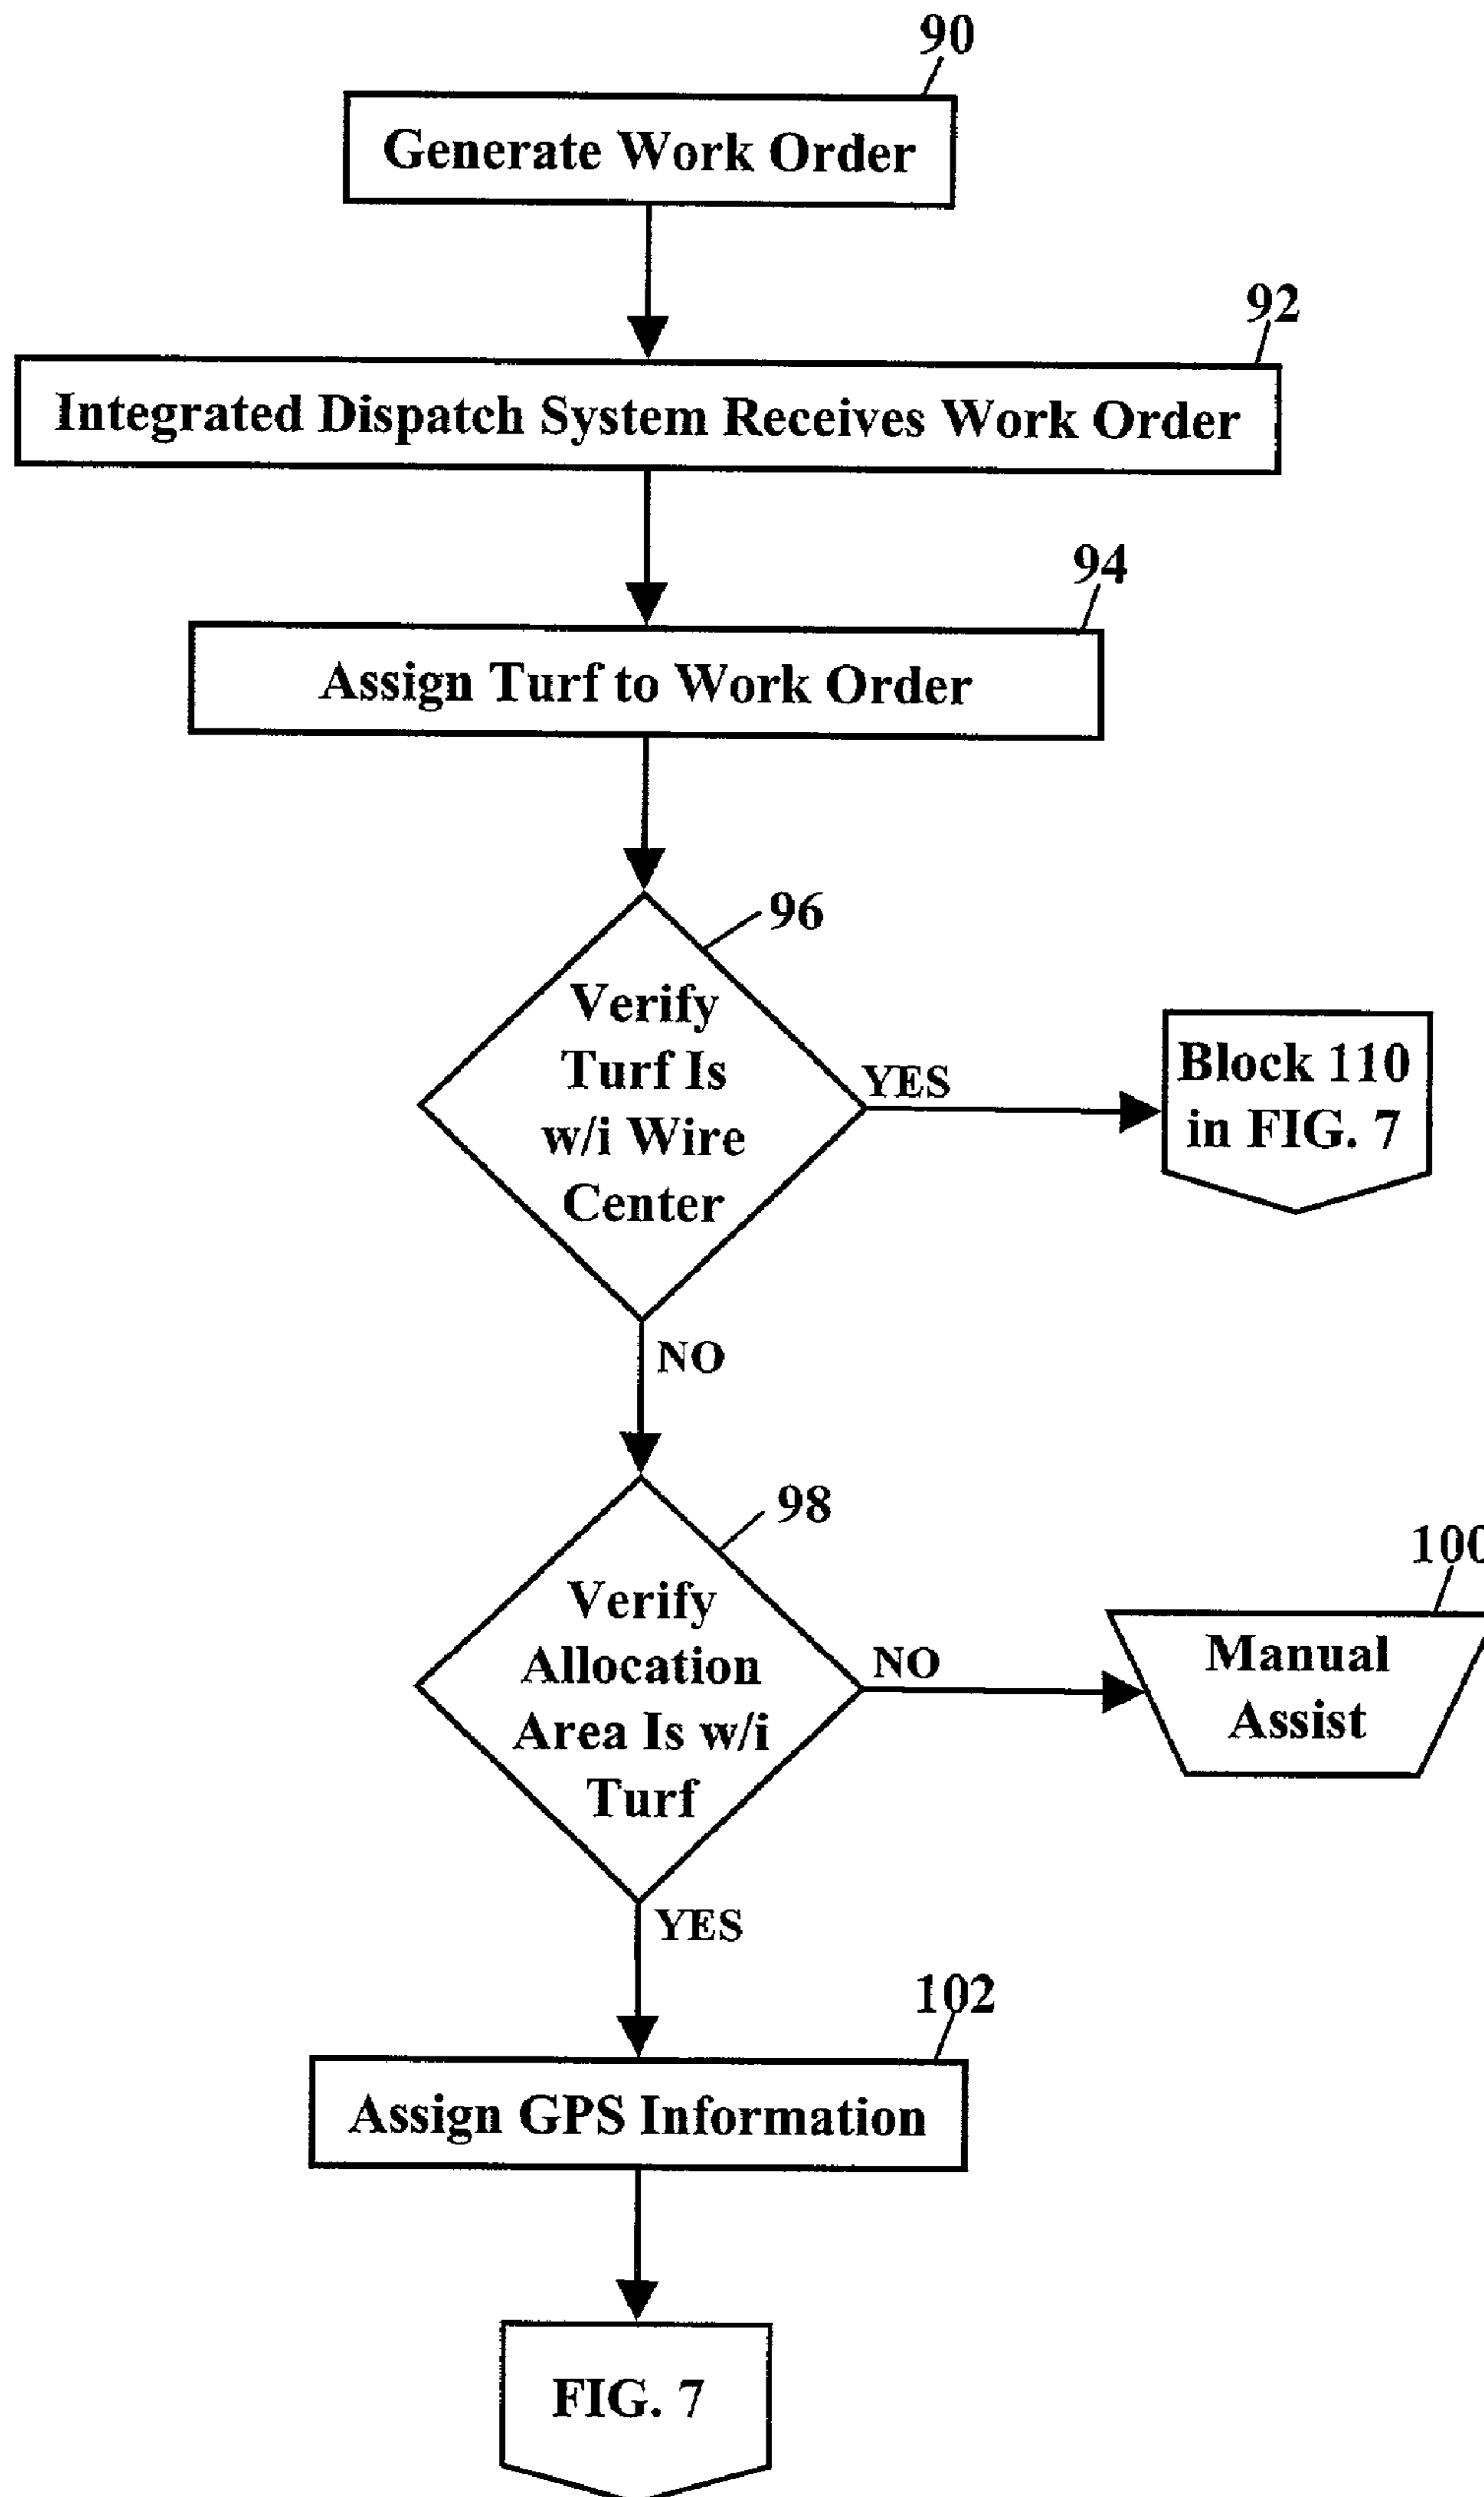 90
Generate Work Order
92
Integrated Dispatch System Receives Work Order
94
Assign Turf to Work Order
96
Verify
Turf Is
w/i Wire
Center
YES
Block 110
in FIG. 7
NO
98
Verify
Allocation
Area Is w/i
Turf
NO
100
Manual
Assist
YES
102
Assign GPS Information
FIG. 7